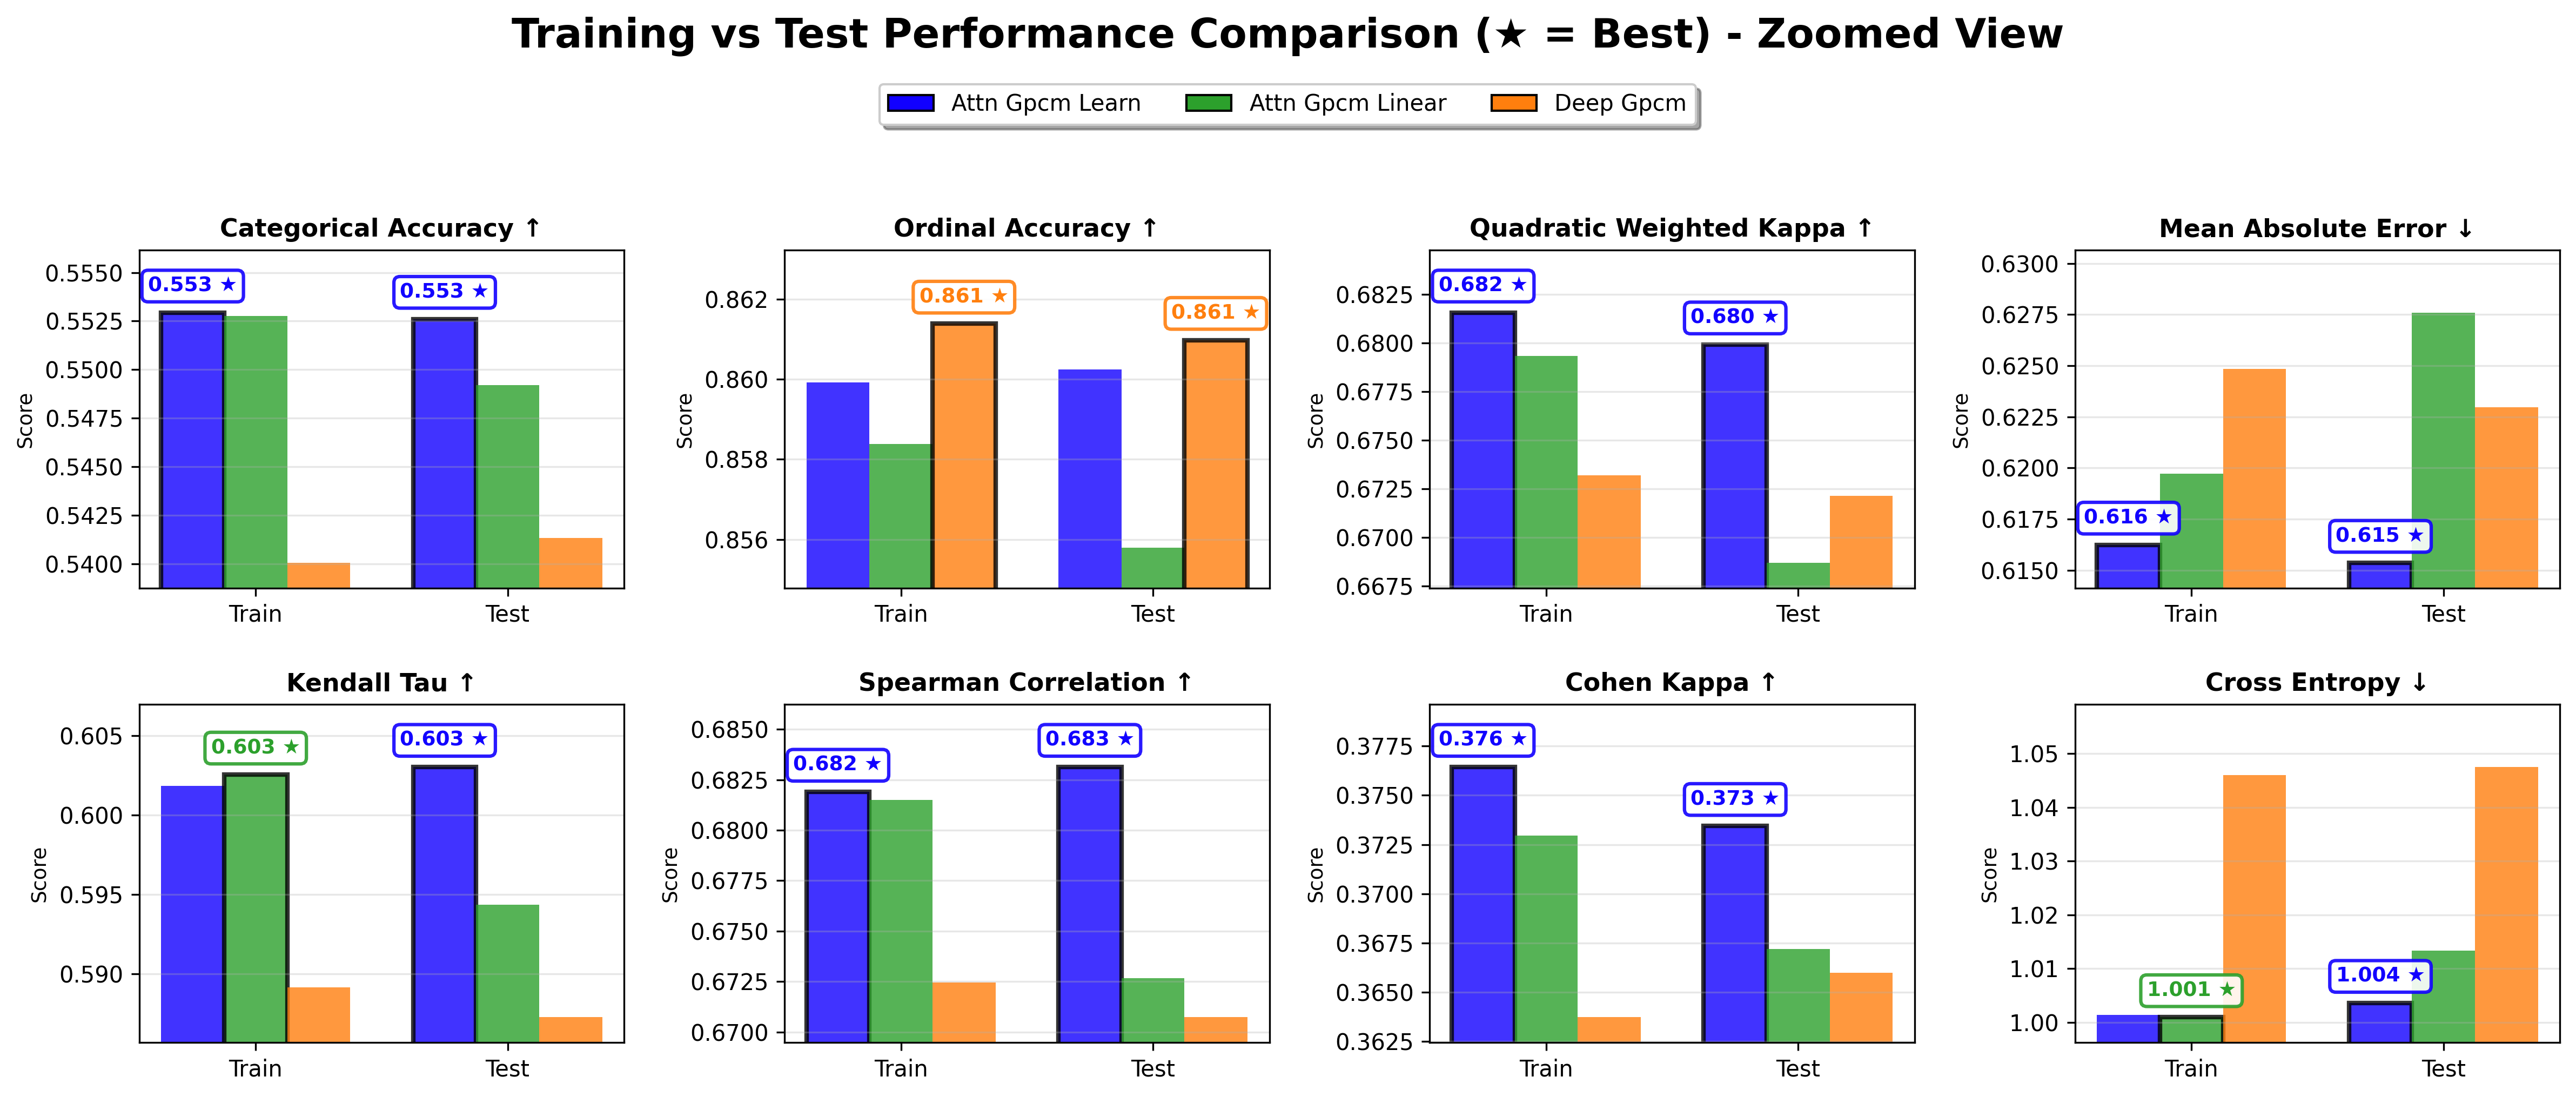 Training vs Test Performance Comparison (★ = Best) - Zoomed View
Attn Gpcm Learn
Attn Gpcm Linear
Deep Gpcm
Categorical Accuracy ↑
Score
0.5550
0.5525
0.5500
0.5475
0.5450
0.5425
0.5400
0.553 ★
0.553 ★
Train
Test
Ordinal Accuracy ↑
Score
0.862
0.860
0.858
0.856
0.861 ★
0.861 ★
Train
Test
Quadratic Weighted Kappa ↑
Score
0.6825
0.6800
0.6775
0.6750
0.6725
0.6700
0.6675
0.682 ★
0.680 ★
Train
Test
Mean Absolute Error ↓
Score
0.6300
0.6275
0.6250
0.6225
0.6200
0.6175
0.6150
0.616 ★
0.615 ★
Train
Test
Kendall Tau ↑
Score
0.605
0.600
0.595
0.590
0.603 ★
0.603 ★
Train
Test
Spearman Correlation ↑
Score
0.6850
0.6825
0.6800
0.6775
0.6750
0.6725
0.6700
0.682 ★
0.683 ★
Train
Test
Cohen Kappa ↑
Score
0.3775
0.3750
0.3725
0.3700
0.3675
0.3650
0.3625
0.376 ★
0.373 ★
Train
Test
Cross Entropy ↓
Score
1.05
1.04
1.03
1.02
1.01
1.00
1.001 ★
1.004 ★
Train
Test